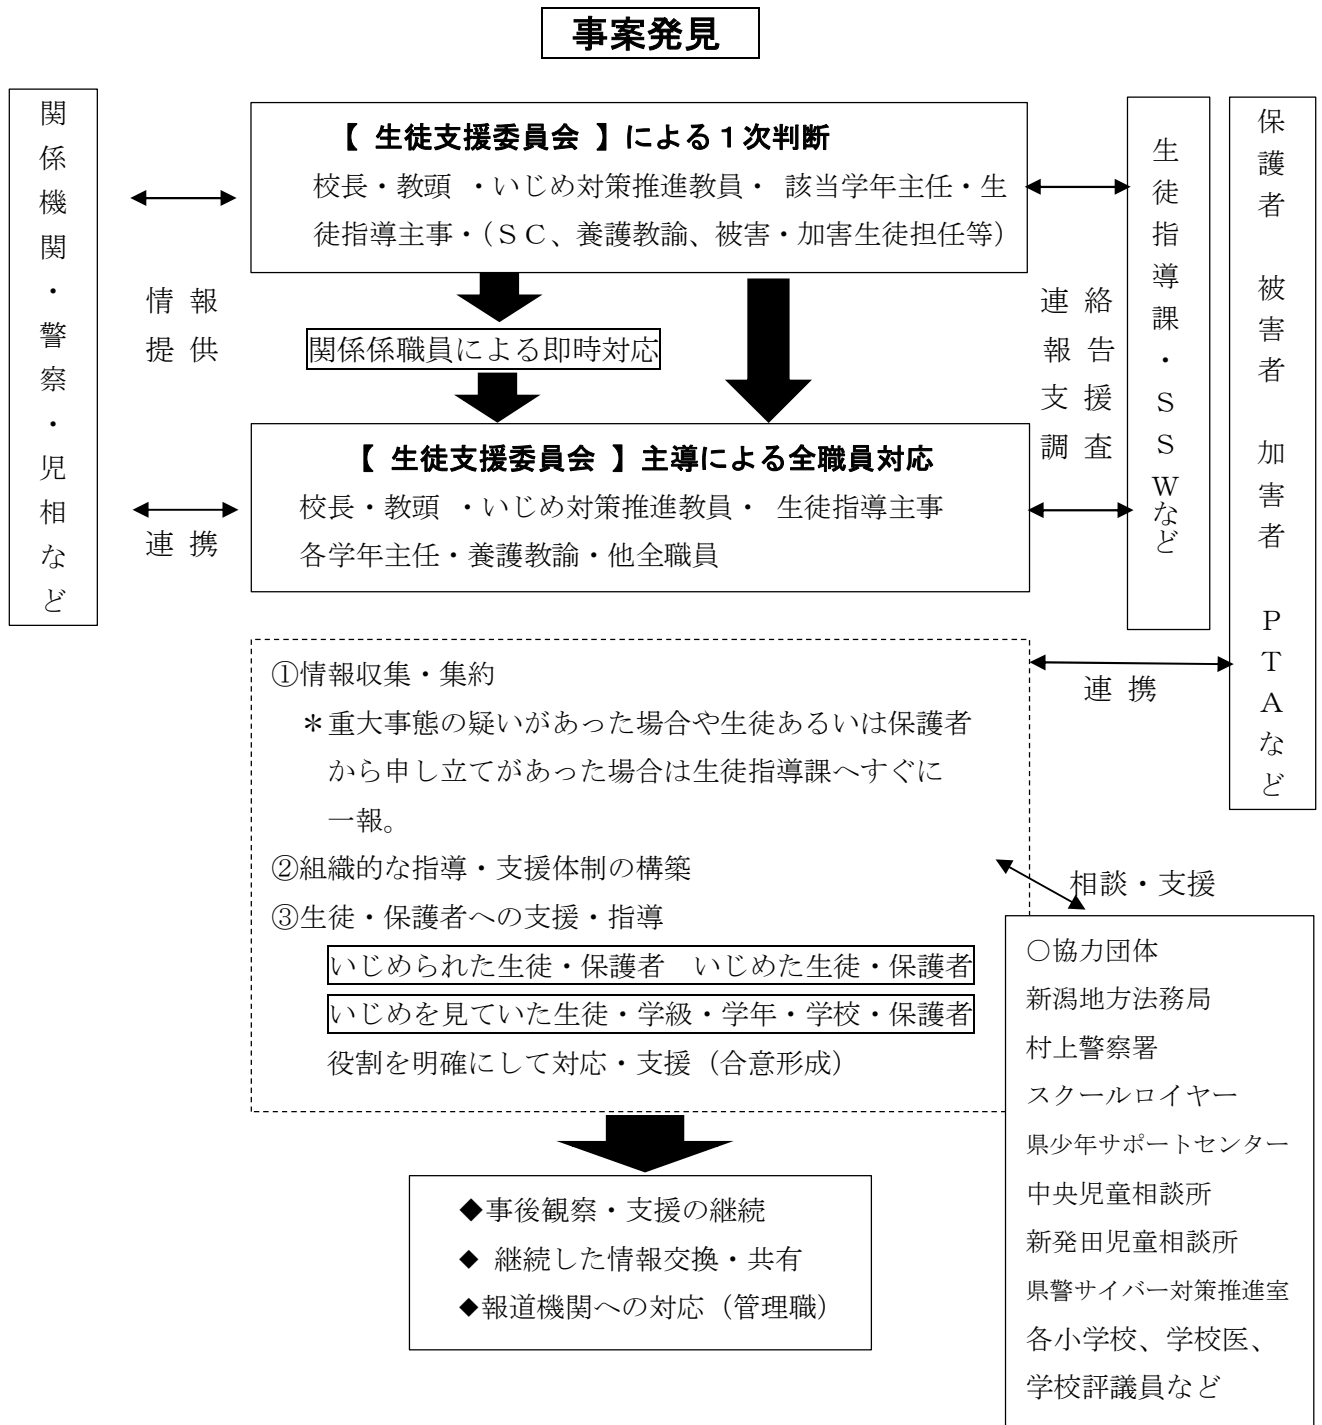 事案発見
関係機関・警察・児相など
【 生徒支援委員会 】による１次判断
校長・教頭 ・いじめ対策推進教員・ 該当学年主任・生
徒指導主事・（ＳＣ、養護教諭、被害・加害生徒担任等）
情 報
提 供
関係係職員による即時対応
連 絡
報 告
支 援
調 査
生徒指導課・ＳＳＷなど
保護者 被害者 加害者 ＰＴＡなど
【 生徒支援委員会 】主導による全職員対応
校長・教頭 ・いじめ対策推進教員・ 生徒指導主事
各学年主任・養護教諭・他全職員
連 携
①情報収集・集約
＊重大事態の疑いがあった場合や生徒あるいは保護者
から申し立てがあった場合は生徒指導課へすぐに
一報。
②組織的な指導・支援体制の構築
③生徒・保護者への支援・指導
いじめられた生徒・保護者　いじめた生徒・保護者
いじめを見ていた生徒・学級・学年・学校・保護者
役割を明確にして対応・支援（合意形成）
連 携
相談・支援
○協力団体
新潟地方法務局
村上警察署
スクールロイヤー
県少年サポートセンター
中央児童相談所
新発田児童相談所
県警サイバー対策推進室
各小学校、学校医、
学校評議員など
◆事後観察・支援の継続
◆ 継続した情報交換・共有
◆報道機関への対応（管理職）